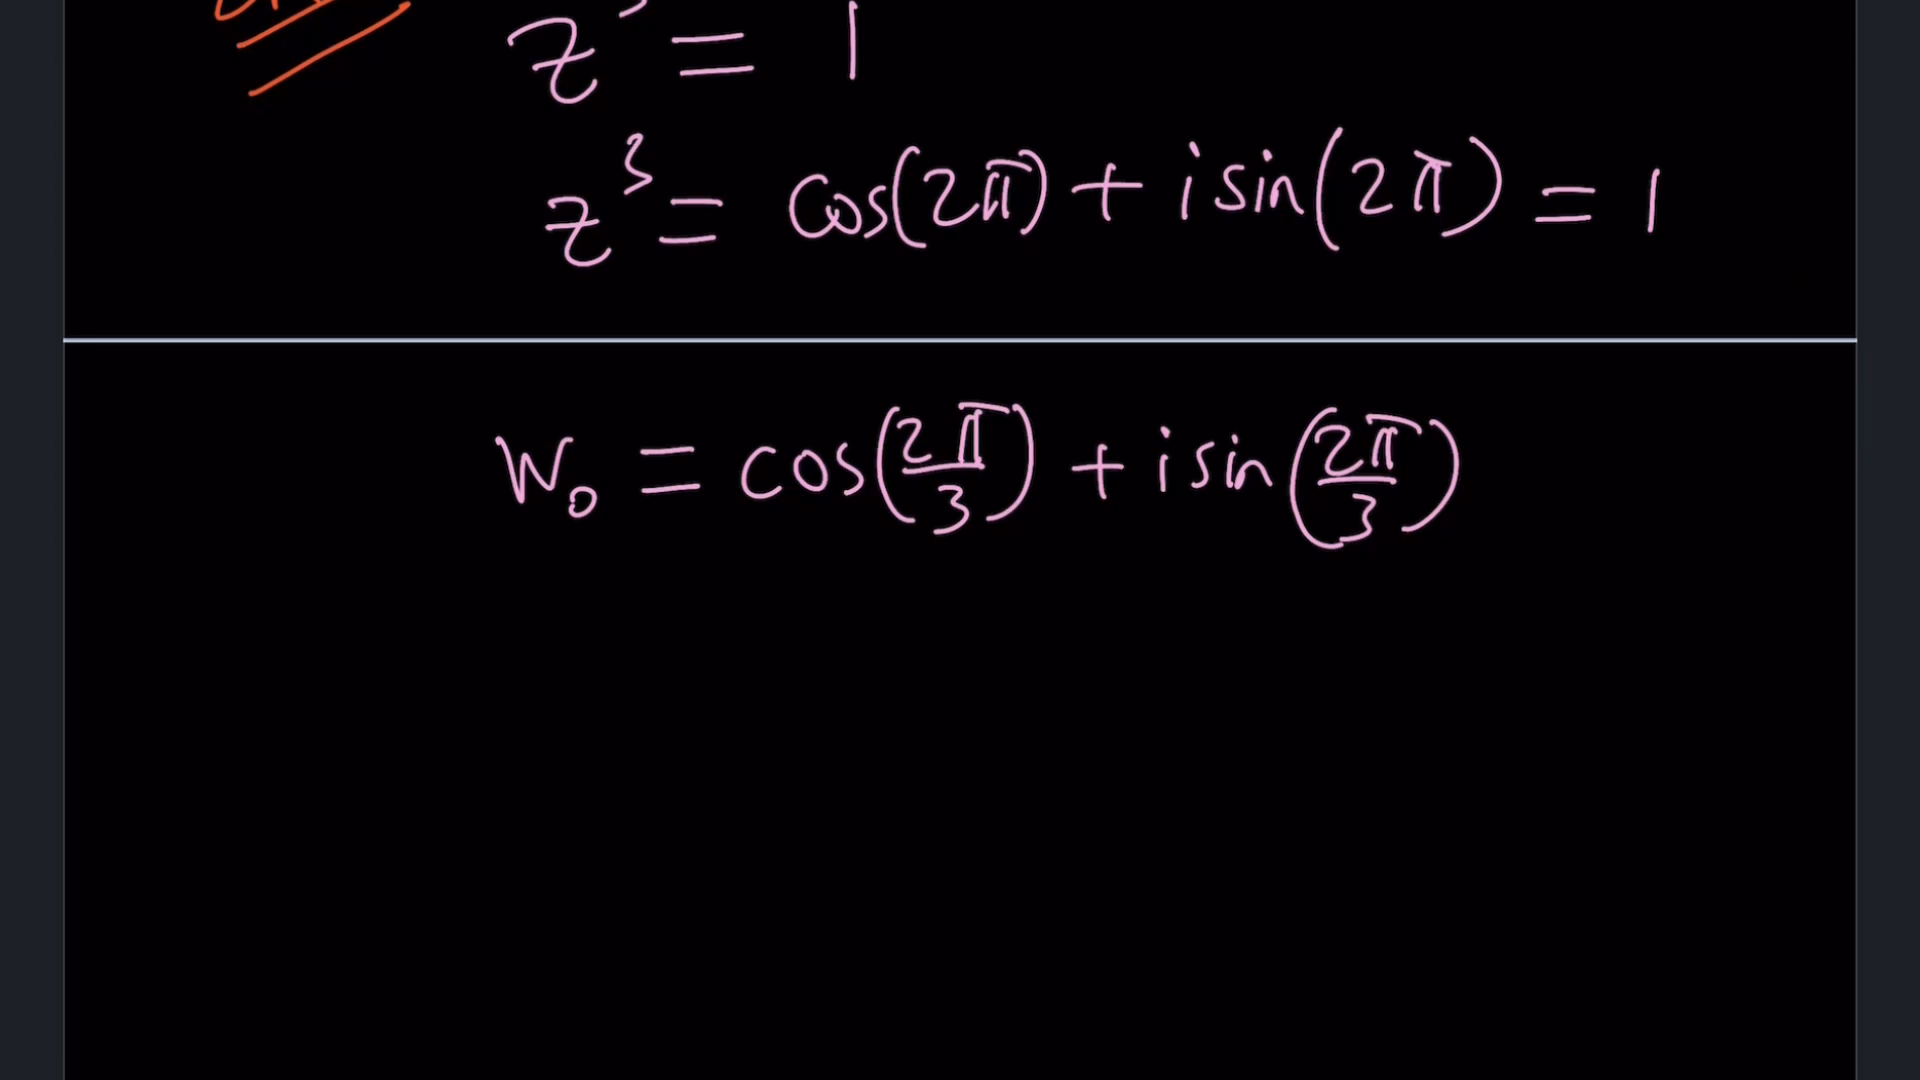 z³ = 1
z³ = cos(2π) + i sin(2π) = 1
W₀ = cos(2π/3) + i sin(2π/3)